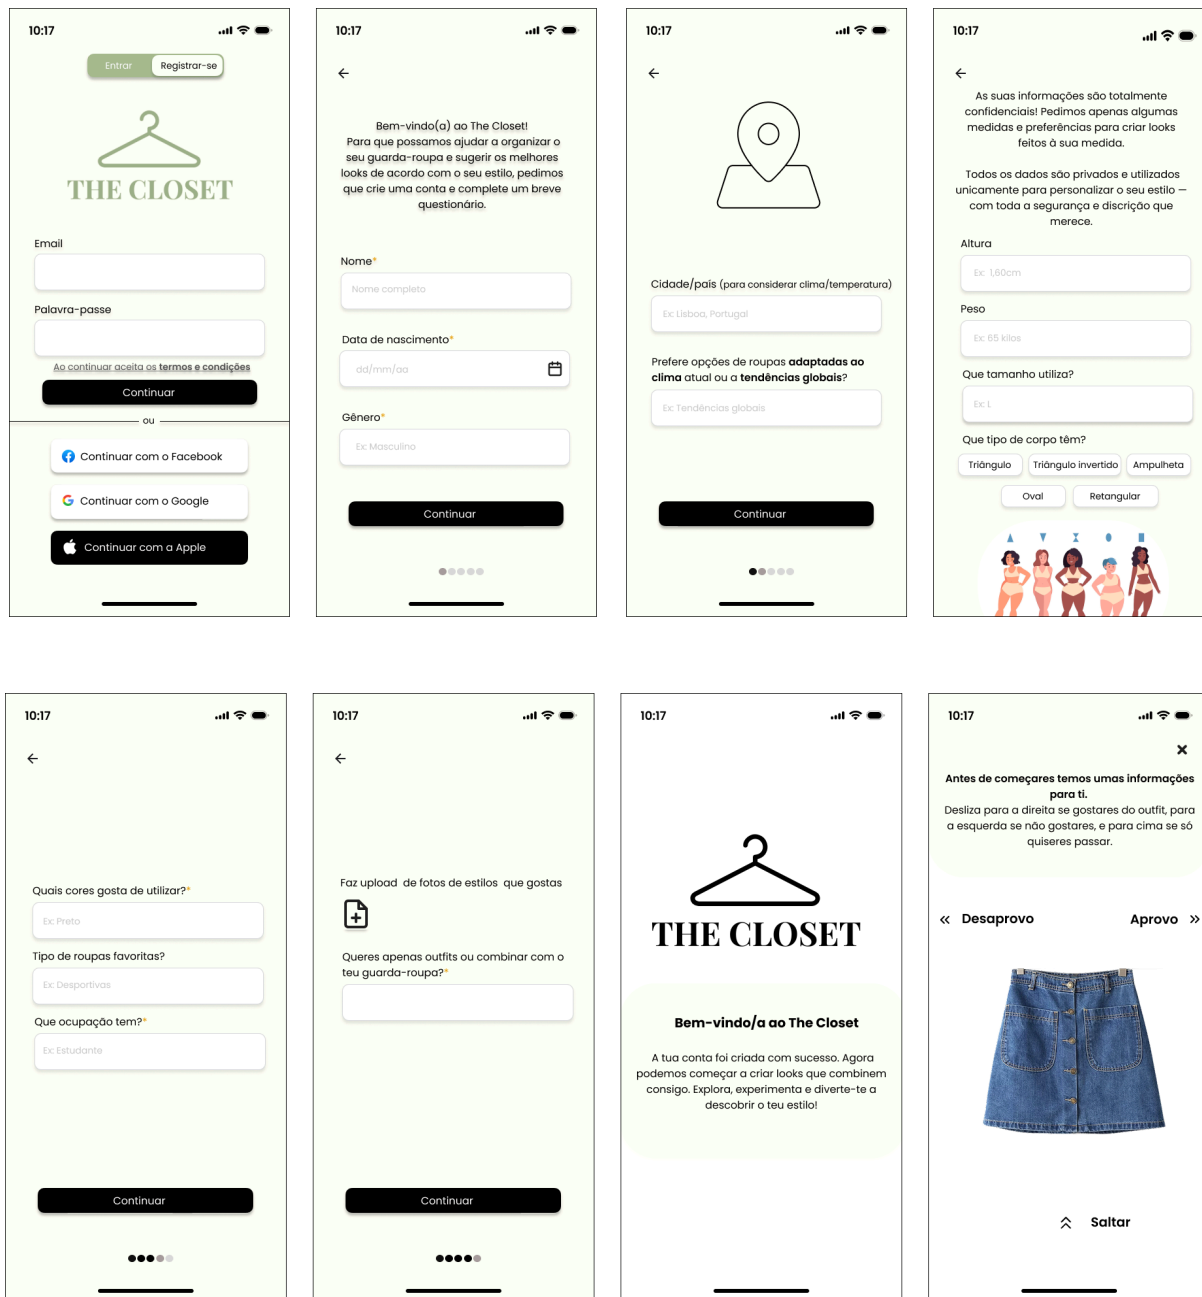 10:17
Entrar
Registrar-se
THE CLOSET
Email
Palavra-passe
Ao continuar aceita os termos e condições
Continuar
ou
Continuar com o Facebook
Continuar com o Google
Continuar com a Apple
10:17
Bem-vindo(a) ao The Closet!
Para que possamos ajudar a organizar o
seu guarda-roupa e sugerir os melhores
looks de acordo com o seu estilo, pedimos
que crie uma conta e complete um breve
questionário.
Nome*
Nome completo
Data de nascimento*
dd/mm/aa
Gênero*
Ex: Masculino
Continuar
10:17
Cidade/país (para considerar clima/temperatura)
Ex: Lisboa, Portugal
Prefere opções de roupas adaptadas ao
clima atual ou a tendências globais?
Ex: Tendências globais
Continuar
10:17
As suas informações são totalmente
confidenciais! Pedimos apenas algumas
medidas e preferências para criar looks
feitos à sua medida.
Todos os dados são privados e utilizados
unicamente para personalizar o seu estilo —
com toda a segurança e discrição que
merece.
Altura
Ex: 1,60cm
Peso
Ex: 65 kilos
Que tamanho utiliza?
Ex: L
Que tipo de corpo têm?
Triângulo
Triângulo invertido
Ampulheta
Oval
Retangular
10:17
Quais cores gosta de utilizar?*
Ex: Preto
Tipo de roupas favoritas?
Ex: Desportivas
Que ocupação tem?*
Ex: Estudante
Continuar
10:17
Faz upload de fotos de estilos que gostas
Queres apenas outfits ou combinar com o
teu guarda-roupa?*
Continuar
10:17
THE CLOSET
Bem-vindo/a ao The Closet
A tua conta foi criada com sucesso. Agora
podemos começar a criar looks que combinem
consigo. Explora, experimenta e diverte-te a
descobrir o teu estilo!
10:17
Antes de começares temos umas informações
para ti.
Desliza para a direita se gostares do outfit, para
a esquerda se não gostares, e para cima se só
quiseres passar.
Desaprovo
Aprovo
Saltar